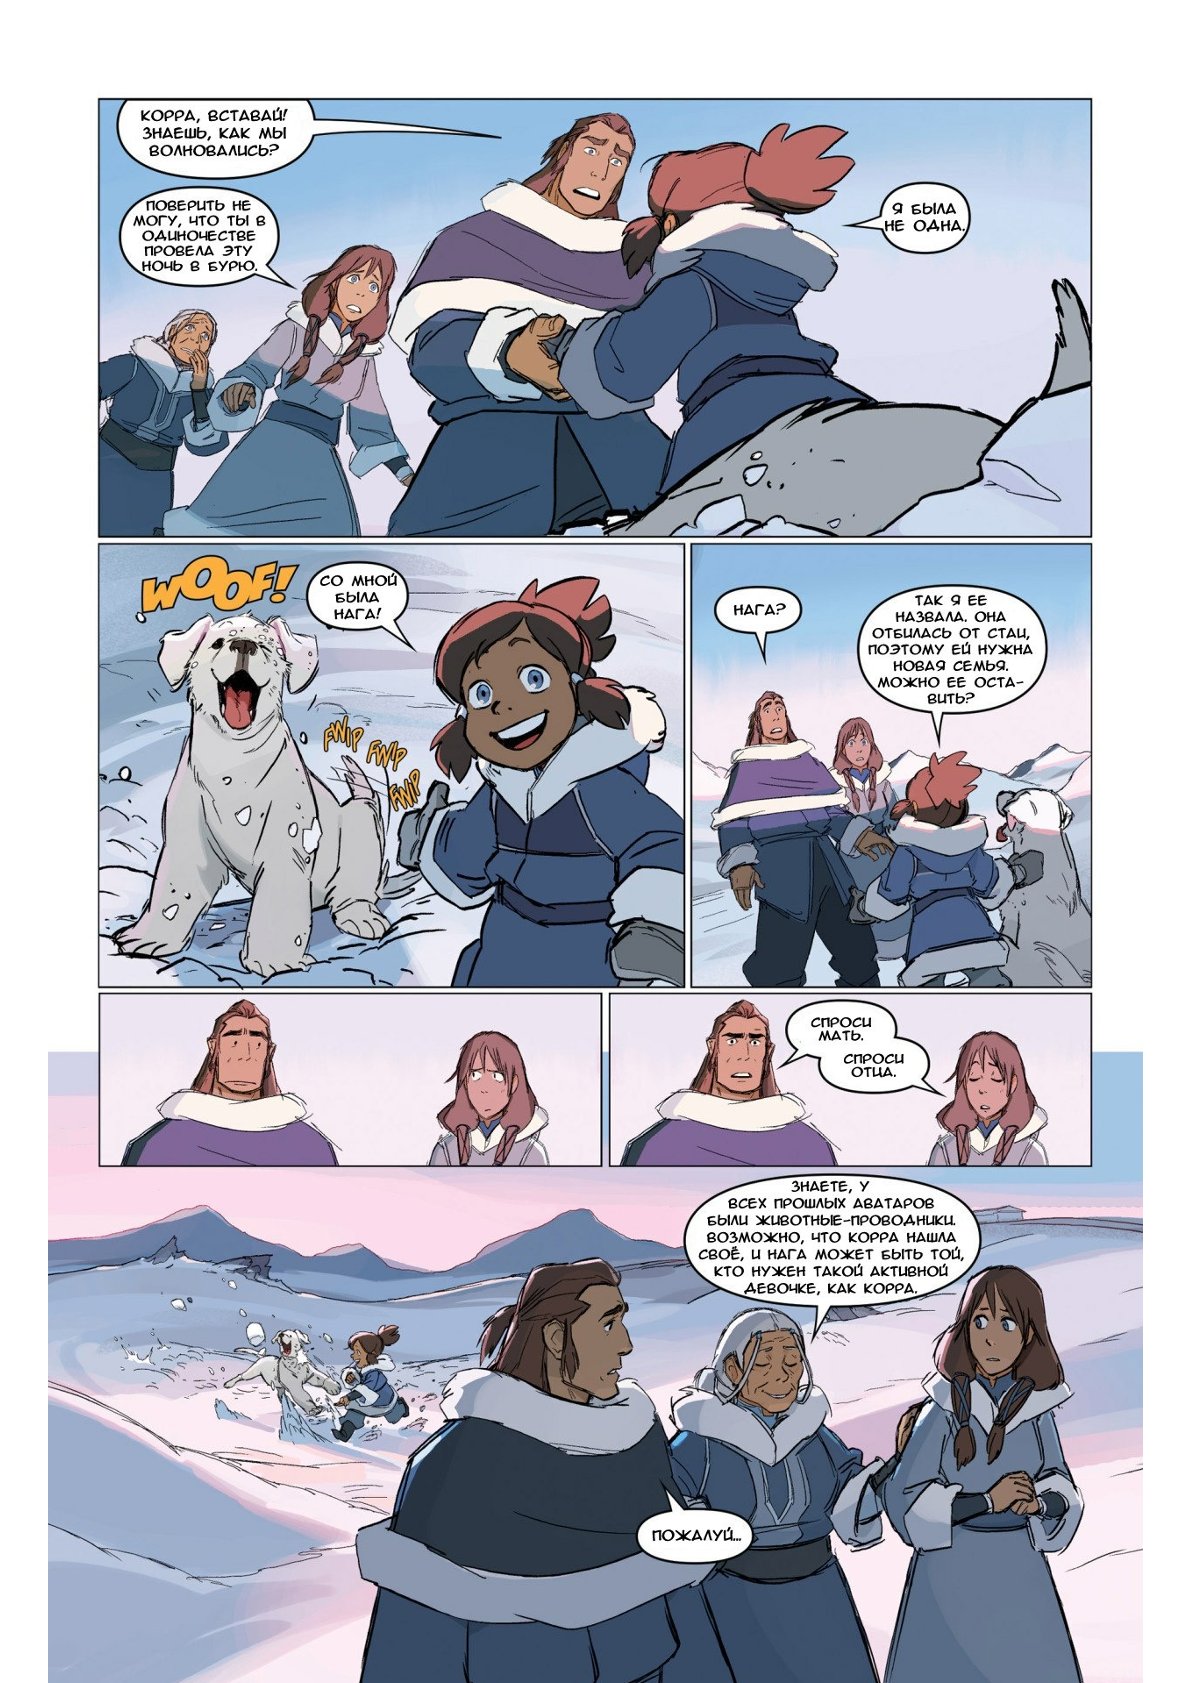 КОРРА, ВСТАВАЙ!
ЗНАЕШЬ, КАК МЫ
ВОЛНОВАЛИСЬ?
ПОВЕРИТЬ НЕ
МОГУ, ЧТО ТЫ В
ОДИНОЧЕСТВЕ
ПРОВЕЛА ЭТУ
НОЧЬ В БУРЮ.
Я БЫЛА
НЕ ОДНА.
WOOF!
СО МНОЙ
БЫЛА
НАГА!
FWIP FWIP
FWIP
НАГА?
ТАК Я ЕЕ
НАЗВАЛА. ОНА
ОТБИЛАСЬ ОТ СТАИ,
ПОЭТОМУ ЕЙ НУЖНА
НОВАЯ СЕМЬЯ.
МОЖНО ЕЕ ОСТА-
ВИТЬ?
СПРОСИ
МАТЬ.
СПРОСИ
ОТЦА.
ЗНАЕТЕ, У
ВСЕХ ПРОШЛЫХ АВАТАРОВ
БЫЛИ ЖИВОТНЫЕ-ПРОВОДНИКИ.
ВОЗМОЖНО, ЧТО КОРРА НАШЛА
СВОЁ, И НАГА МОЖЕТ БЫТЬ ТОЙ,
КТО НУЖЕН ТАКОЙ АКТИВНОЙ
ДЕВОЧКЕ, КАК КОРРА.
ПОЖАЛУЙ...